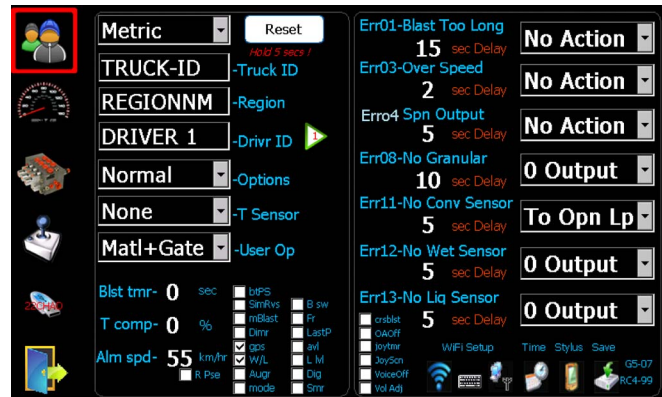 Metric
Reset
Hold 5 secs !
TRUCK-ID -Truck ID
REGIONNM -Region
DRIVER 1 -Drivr ID 1
Normal -Options
None -T Sensor
Matl+Gate -User Op
Blst tmr- 0 sec
T comp- 0 %
Alm spd- 55 km/hr
R Pse
btPS
SimRvs
mBlast
Dimr
gps
W/L
Augr
mode
B sw
Fr
LastP
avl
L lvl
Dig
Smr
Err01-Blast Too Long
15 sec Delay No Action
Err03-Over Speed
2 sec Delay No Action
Erro4 Spn Output
5 sec Delay No Action
Err08-No Granular
10 sec Delay 0 Output
Err11-No Conv Sensor
5 sec Delay To Opn Lp
Err12-No Wet Sensor
5 sec Delay 0 Output
Err13-No Liq Sensor
5 sec Delay 0 Output
crsblst
OAOff
joytmr
JoyScn
VoiceOff
Vol Adj
WiFi Setup Time Stylus Save
G5-07
RC4-99